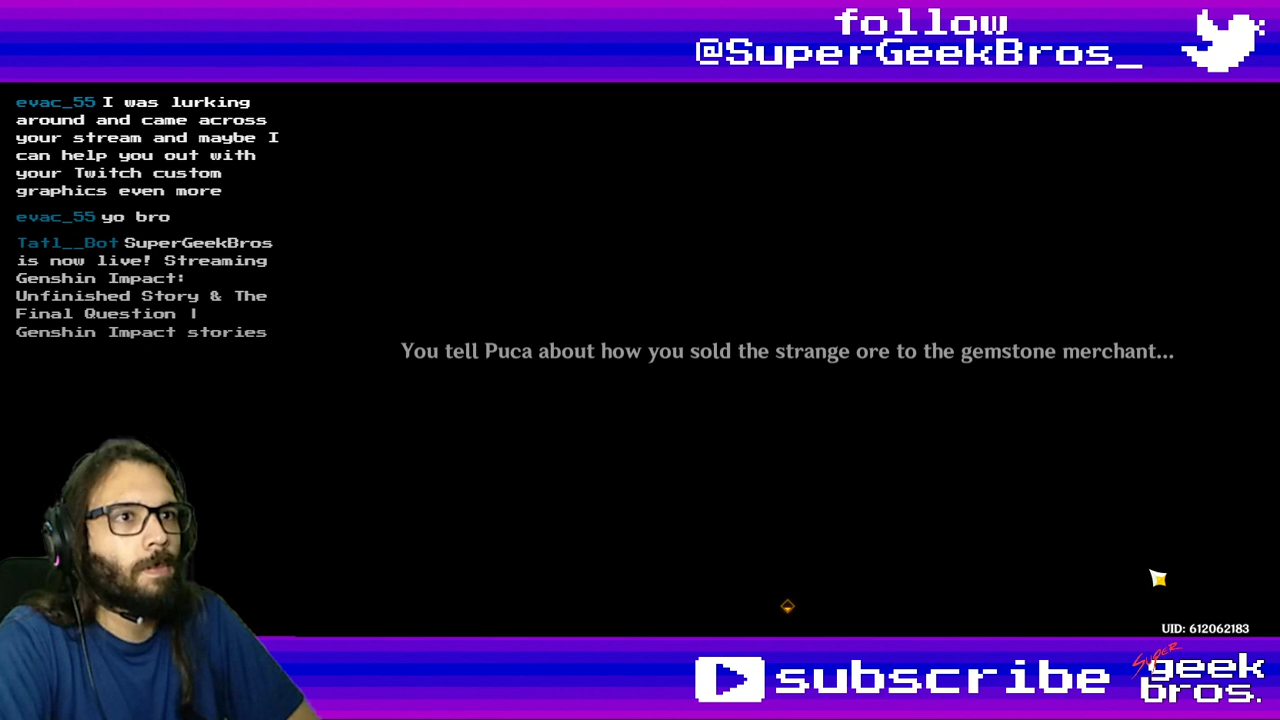 follow
@SuperGeekBros_
evac_55 I was lurking
around and came across
your stream and maybe I
can help you out with
your Twitch custom
graphics even more
evac_55 yo bro
Tatl__Bot SuperGeekBros
is now live! Streaming
Genshin Impact:
Unfinished Story & The
Final Question |
Genshin Impact stories
You tell Puca about how you sold the strange ore to the gemstone merchant...
UID: 612062183
subscribe
SUPER
geek
bros.